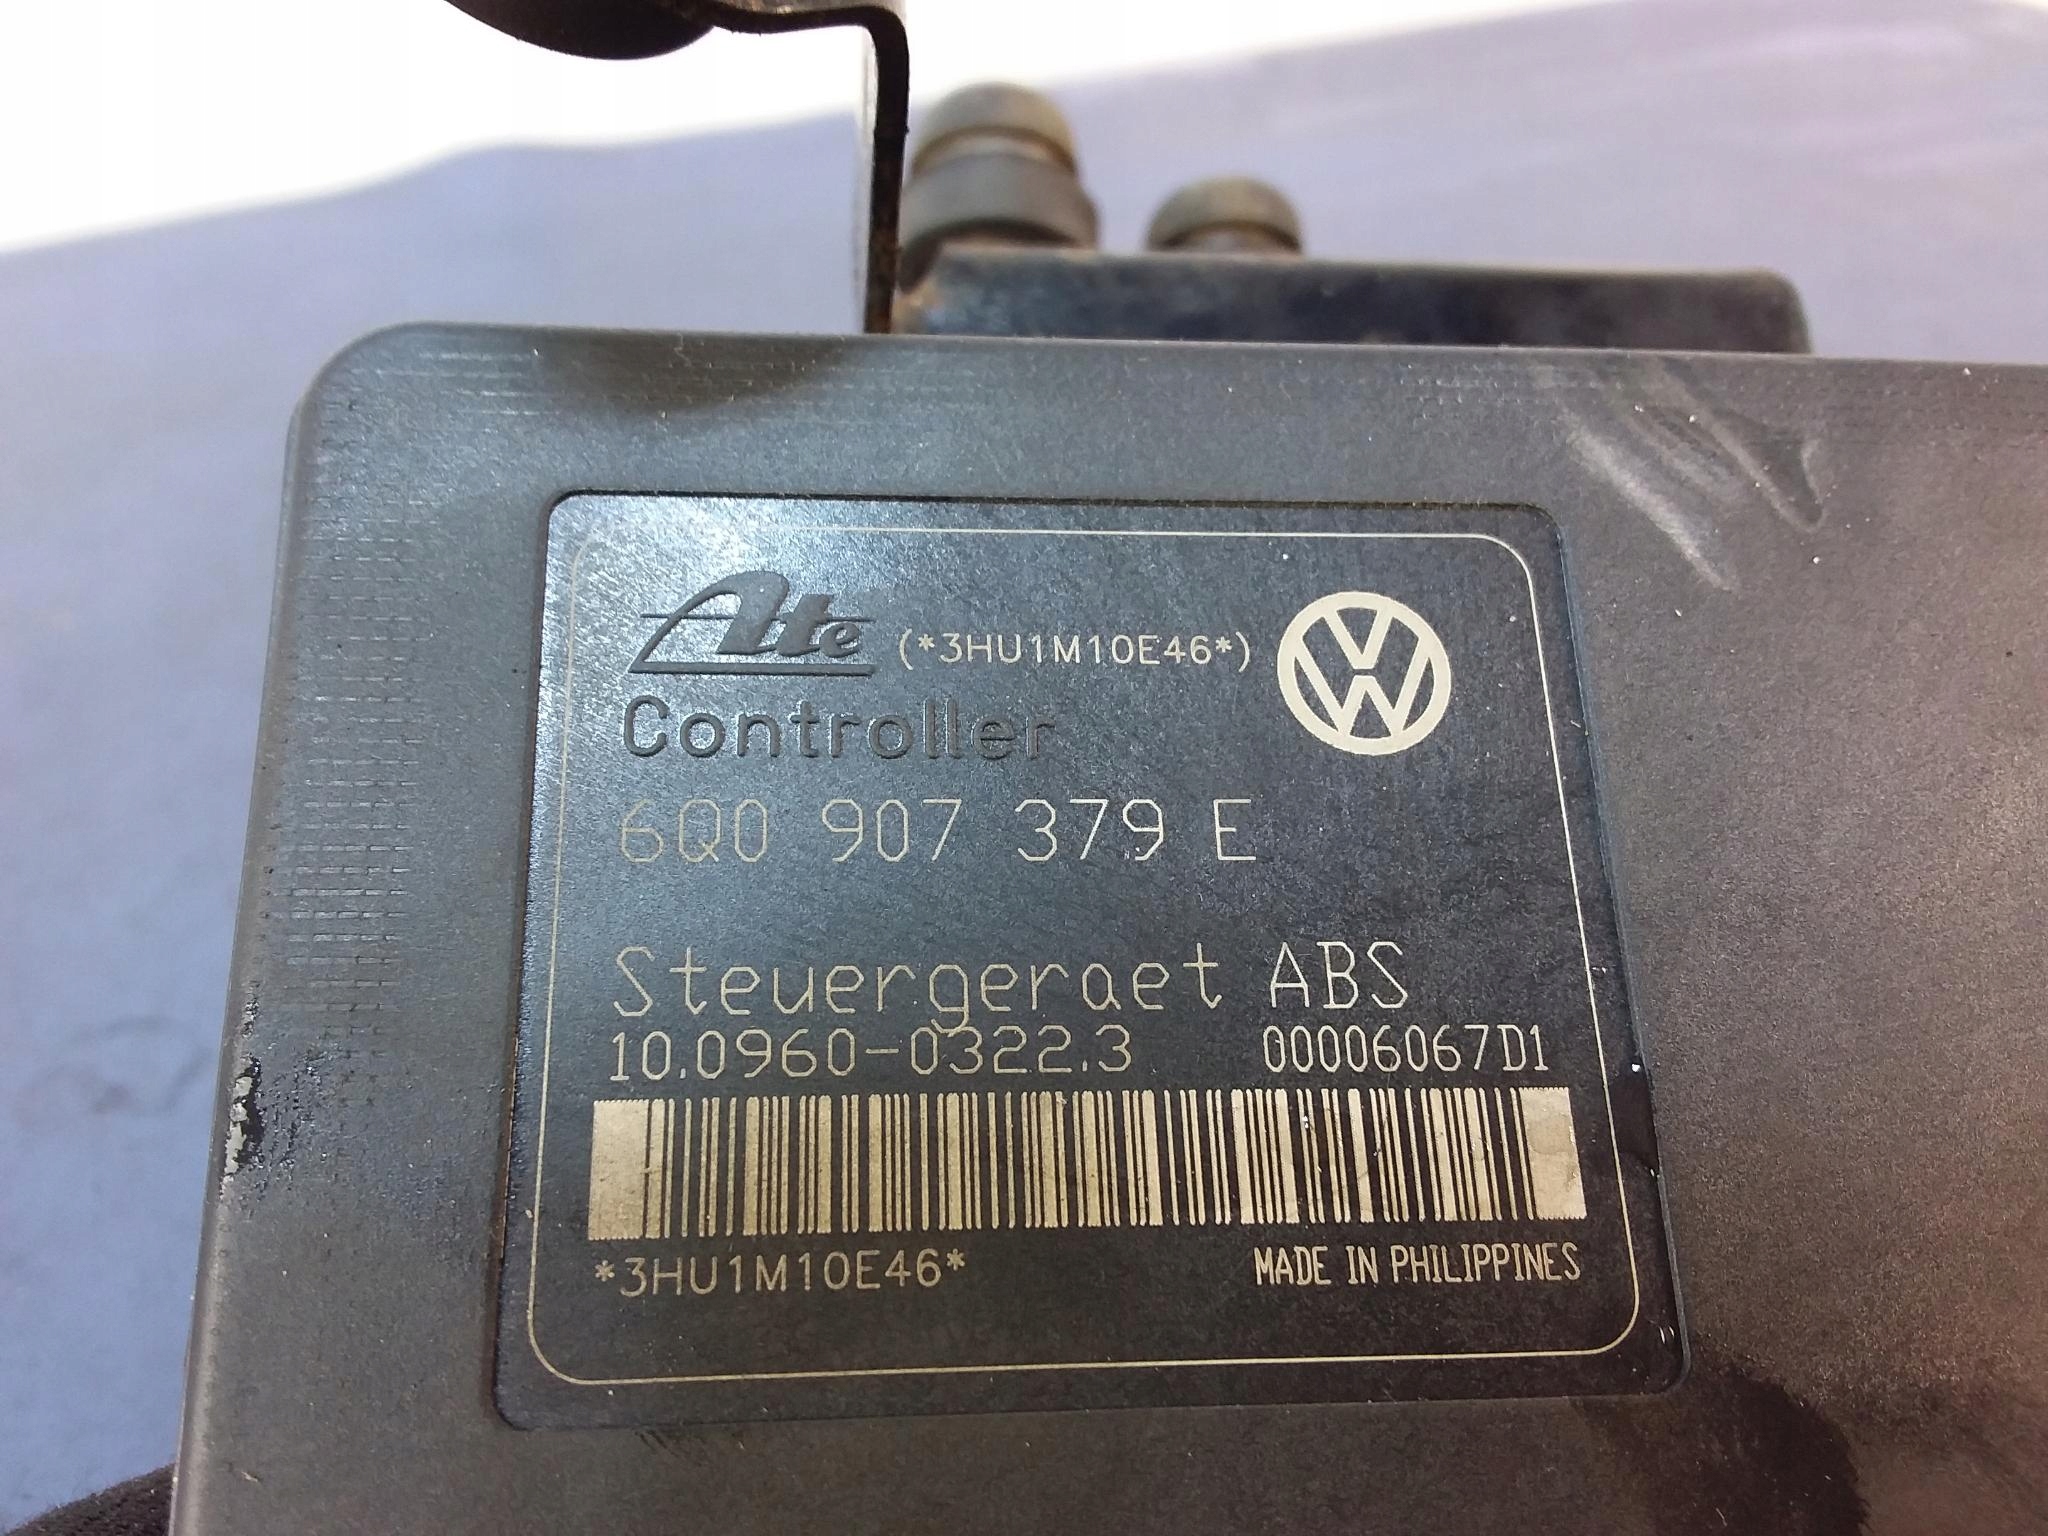 Ate (*3HU1M10E46*)
Controller
6Q0 907 379 E
Steuergeraet ABS
10.0960-0322.3 00006067D1
*3HU1M10E46* MADE IN PHILIPPINES